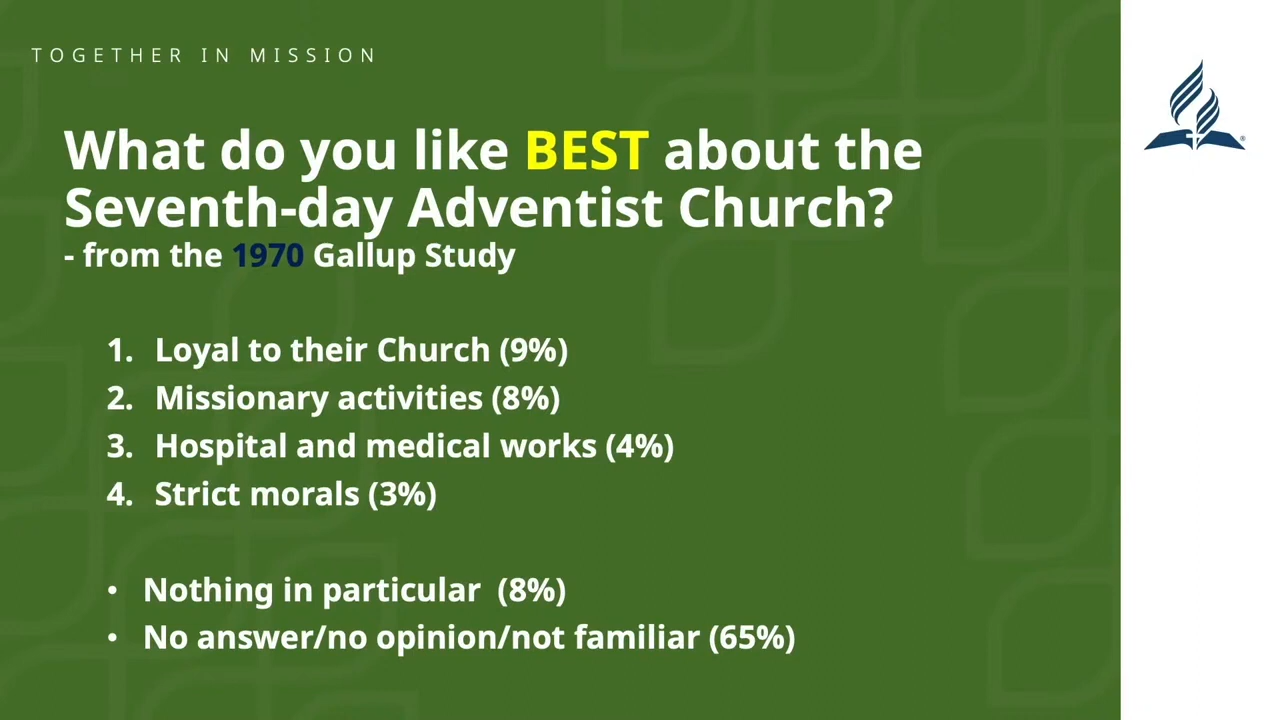 TOGETHER IN MISSION
What do you like BEST about the
Seventh-day Adventist Church?
- from the 1970 Gallup Study
1. Loyal to their Church (9%)
2. Missionary activities (8%)
3. Hospital and medical works (4%)
4. Strict morals (3%)
• Nothing in particular (8%)
• No answer/no opinion/not familiar (65%)
®